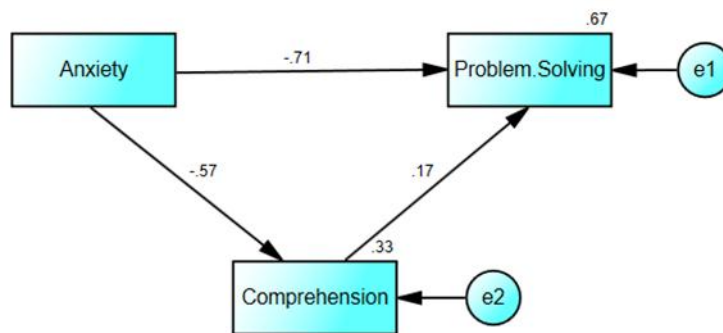 .67
Anxiety
-.71
Problem.Solving
e1
-.57
.17
.33
Comprehension
e2